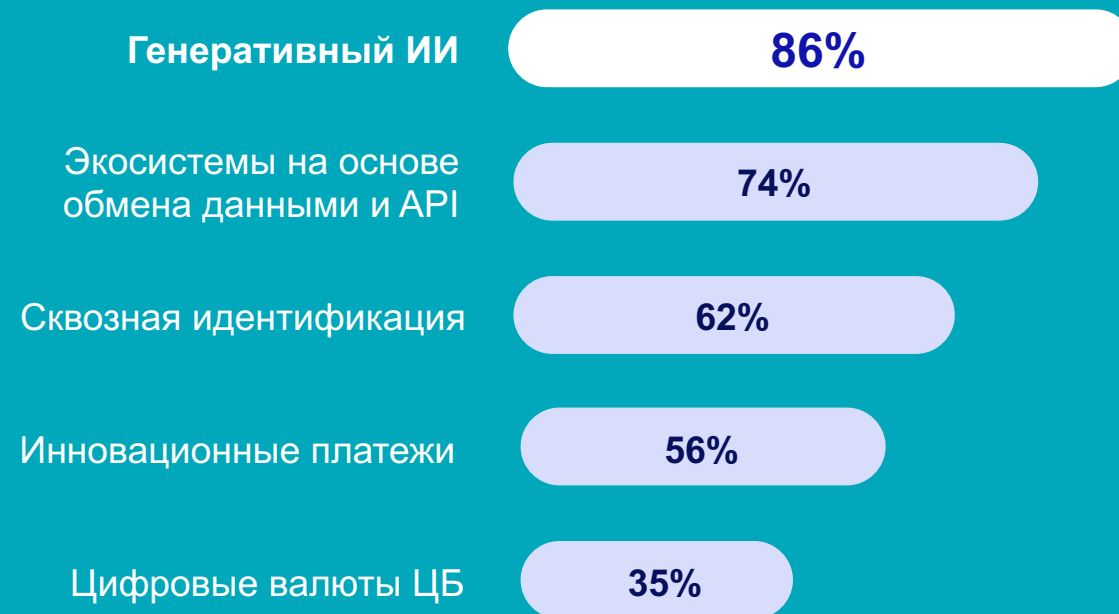 Генеративный ИИ
86%
Экосистемы на основе
обмена данными и API
74%
Сквозная идентификация
62%
Инновационные платежи
56%
Цифровые валюты ЦБ
35%